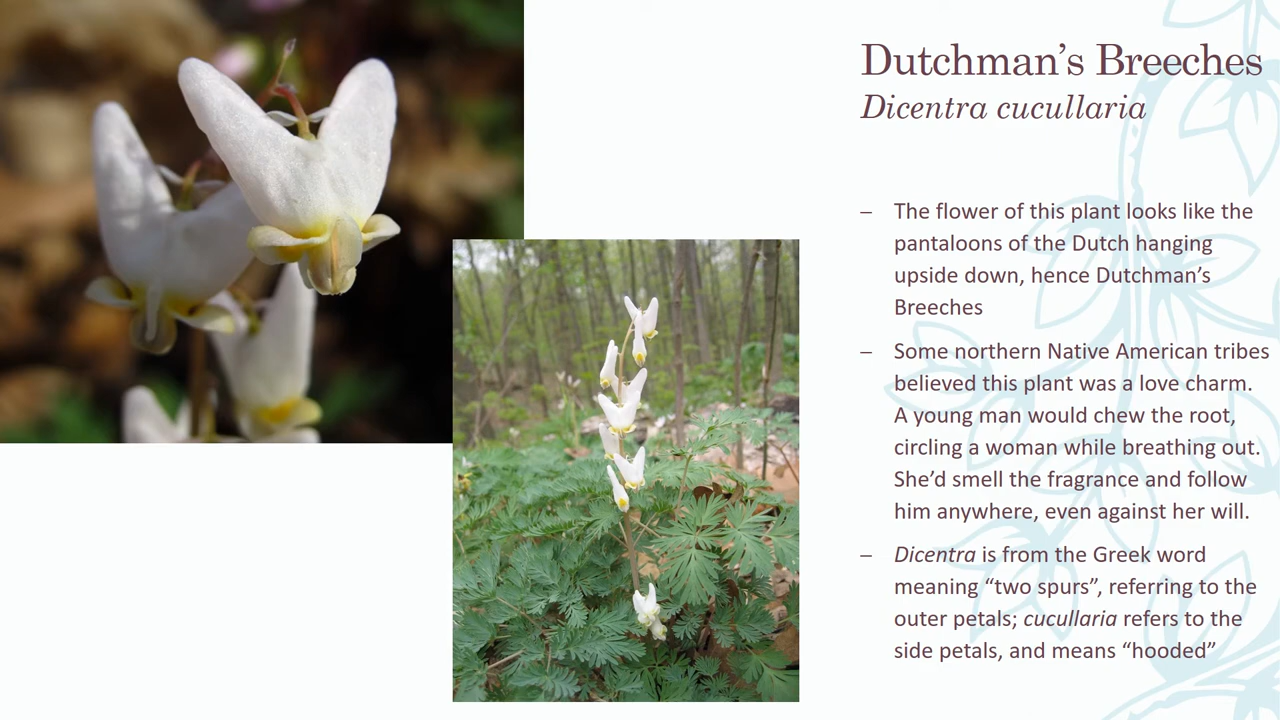 Dutchman’s Breeches
Dicentra cucullaria
– The flower of this plant looks like the
pantaloons of the Dutch hanging
upside down, hence Dutchman’s
Breeches
– Some northern Native American tribes
believed this plant was a love charm.
A young man would chew the root,
circling a woman while breathing out.
She’d smell the fragrance and follow
him anywhere, even against her will.
– Dicentra is from the Greek word
meaning “two spurs”, referring to the
outer petals; cucullaria refers to the
side petals, and means “hooded”